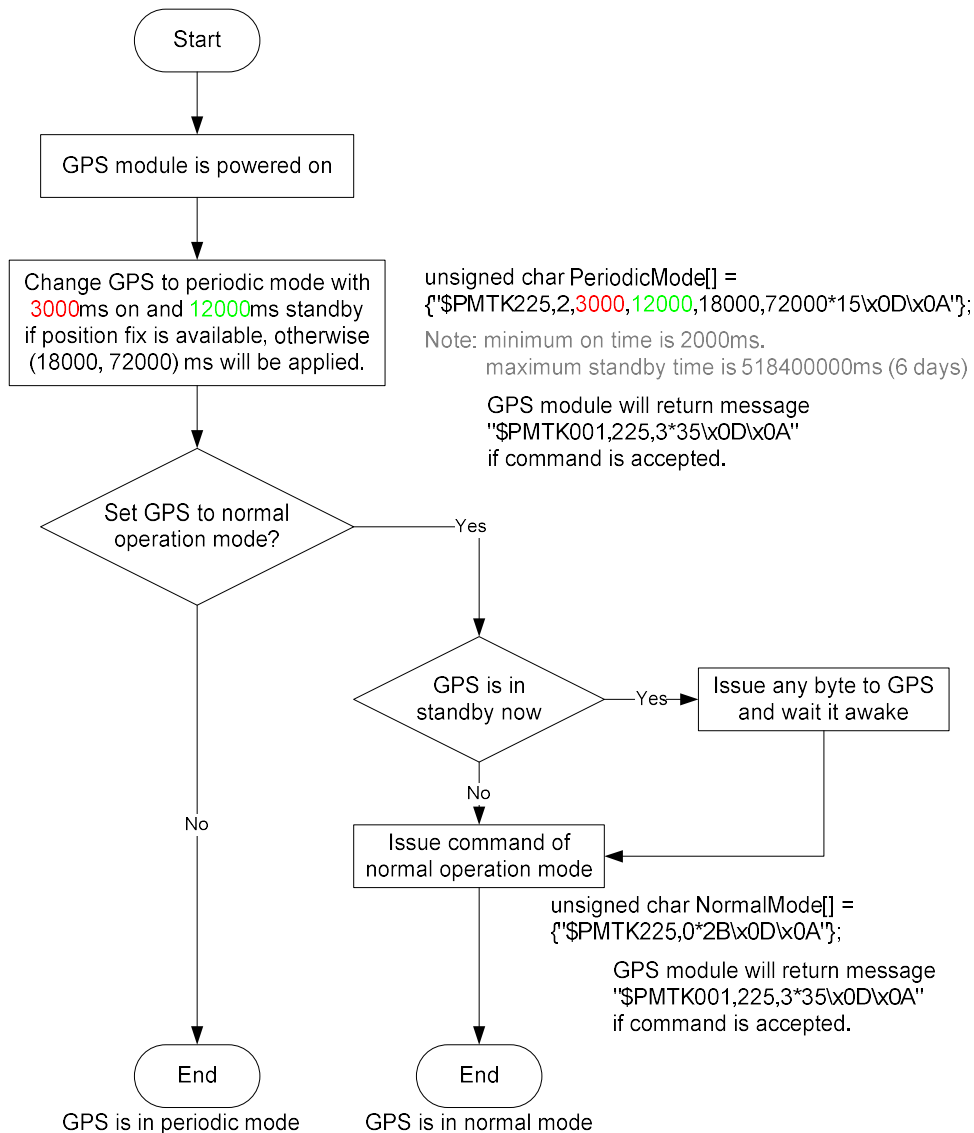 Start
GPS module is powered on
Change GPS to periodic mode with
3000ms on and 12000ms standby
if position fix is available, otherwise
(18000, 72000) ms will be applied.
unsigned char PeriodicMode[] =
{"$PMTK225,2,3000,12000,18000,72000*15\x0D\x0A"};
Note: minimum on time is 2000ms.
maximum standby time is 518400000ms (6 days)
GPS module will return message
"$PMTK001,225,3*35\x0D\x0A"
if command is accepted.
Set GPS to normal
operation mode?
Yes
GPS is in
standby now
Yes
Issue any byte to GPS
and wait it awake
No
No
Issue command of
normal operation mode
unsigned char NormalMode[] =
{"$PMTK225,0*2B\x0D\x0A"};
GPS module will return message
"$PMTK001,225,3*35\x0D\x0A"
if command is accepted.
End
GPS is in periodic mode
End
GPS is in normal mode